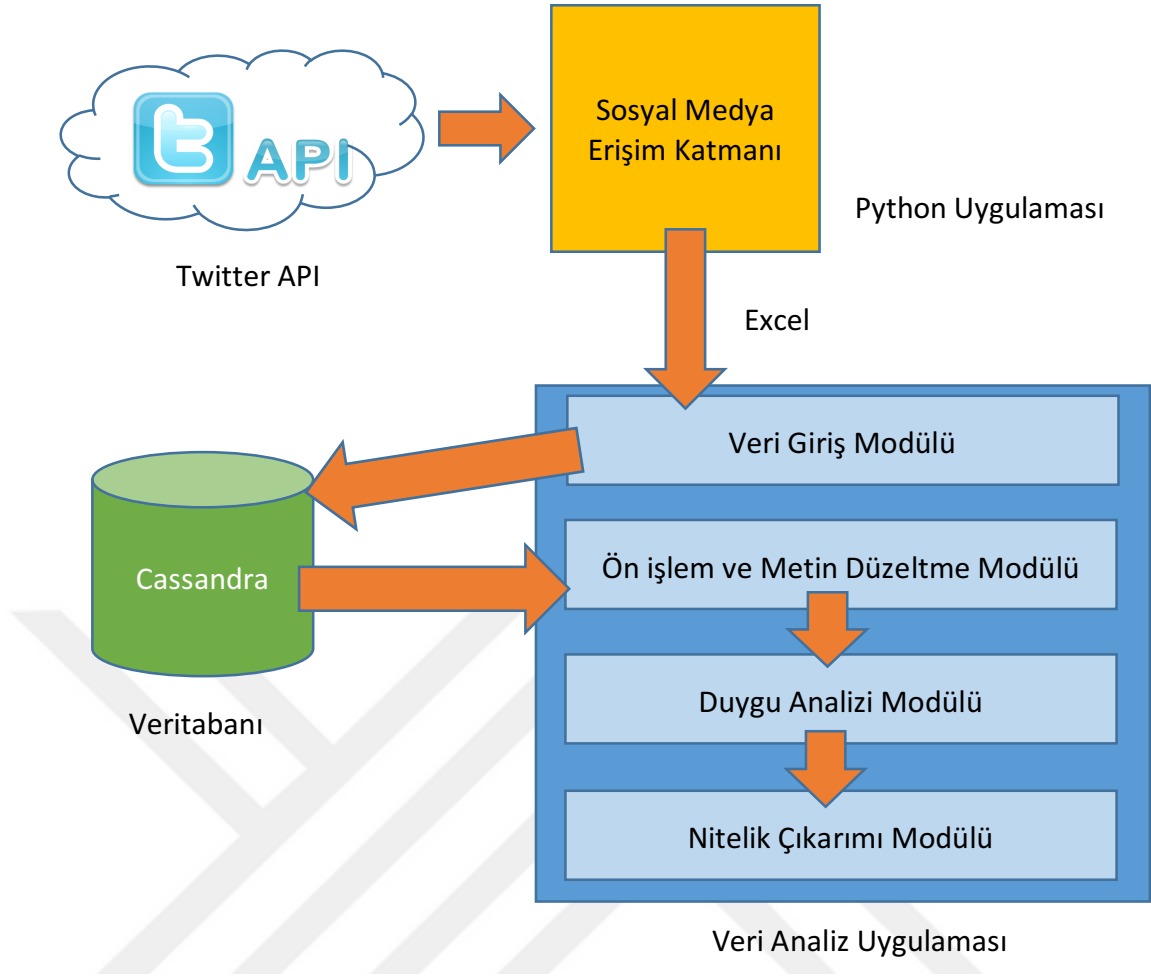 t API
Twitter API
Sosyal Medya
Erişim Katmanı
Python Uygulaması
Excel
Veri Giriş Modülü
Cassandra
Veritabanı
Ön işlem ve Metin Düzeltme Modülü
Duygu Analizi Modülü
Nitelik Çıkarımı Modülü
Veri Analiz Uygulaması